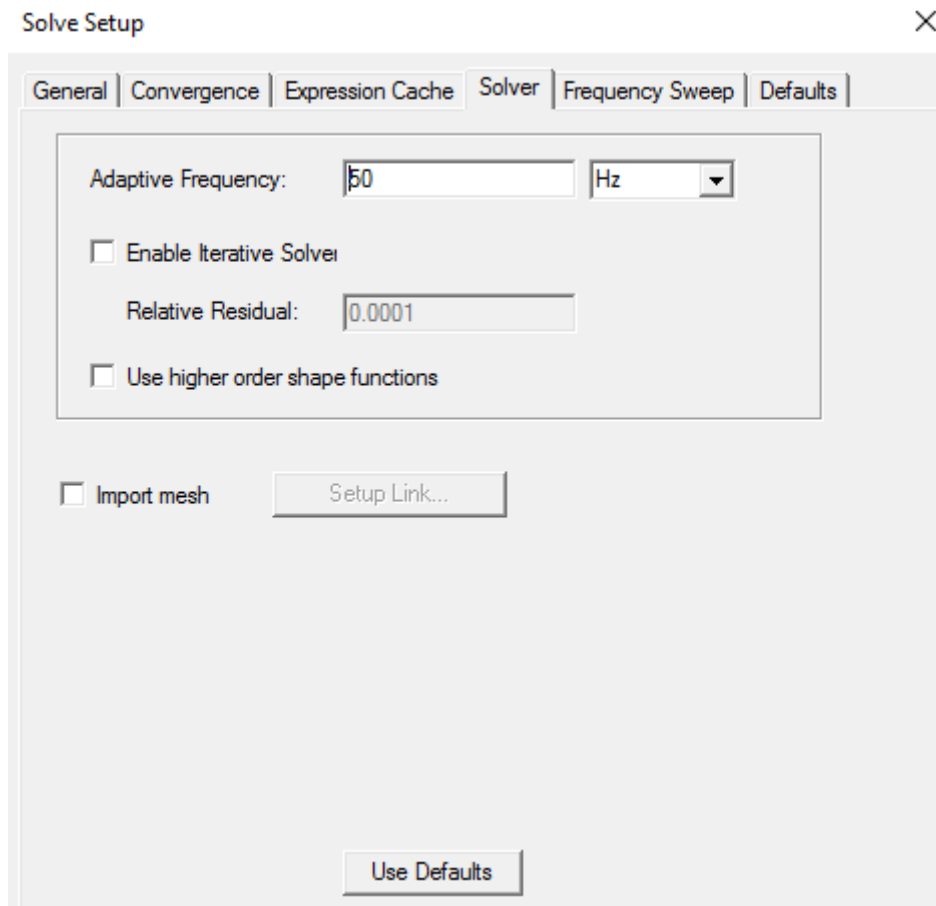 Solve Setup
General Convergence Expression Cache Solver Frequency Sweep Defaults
Adaptive Frequency: 50 Hz
Enable Iterative Solver
Relative Residual: 0.0001
Use higher order shape functions
Import mesh Setup Link...
Use Defaults